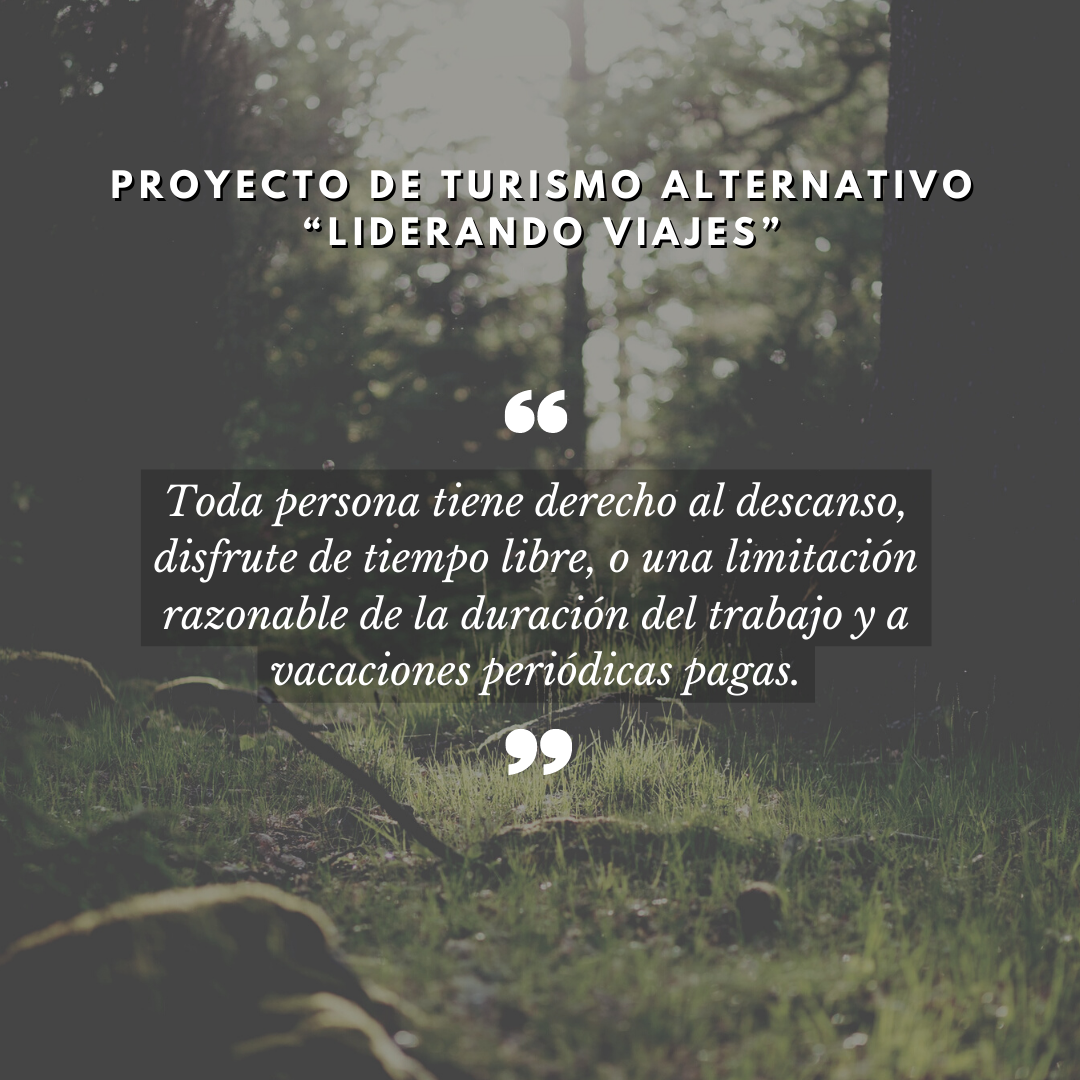 PROYECTO DE TURISMO ALTERNATIVO
“LIDERANDO VIAJES”
“
Toda persona tiene derecho al descanso,
disfrute de tiempo libre, o una limitación
razonable de la duración del trabajo y a
vacaciones periódicas pagas.
”